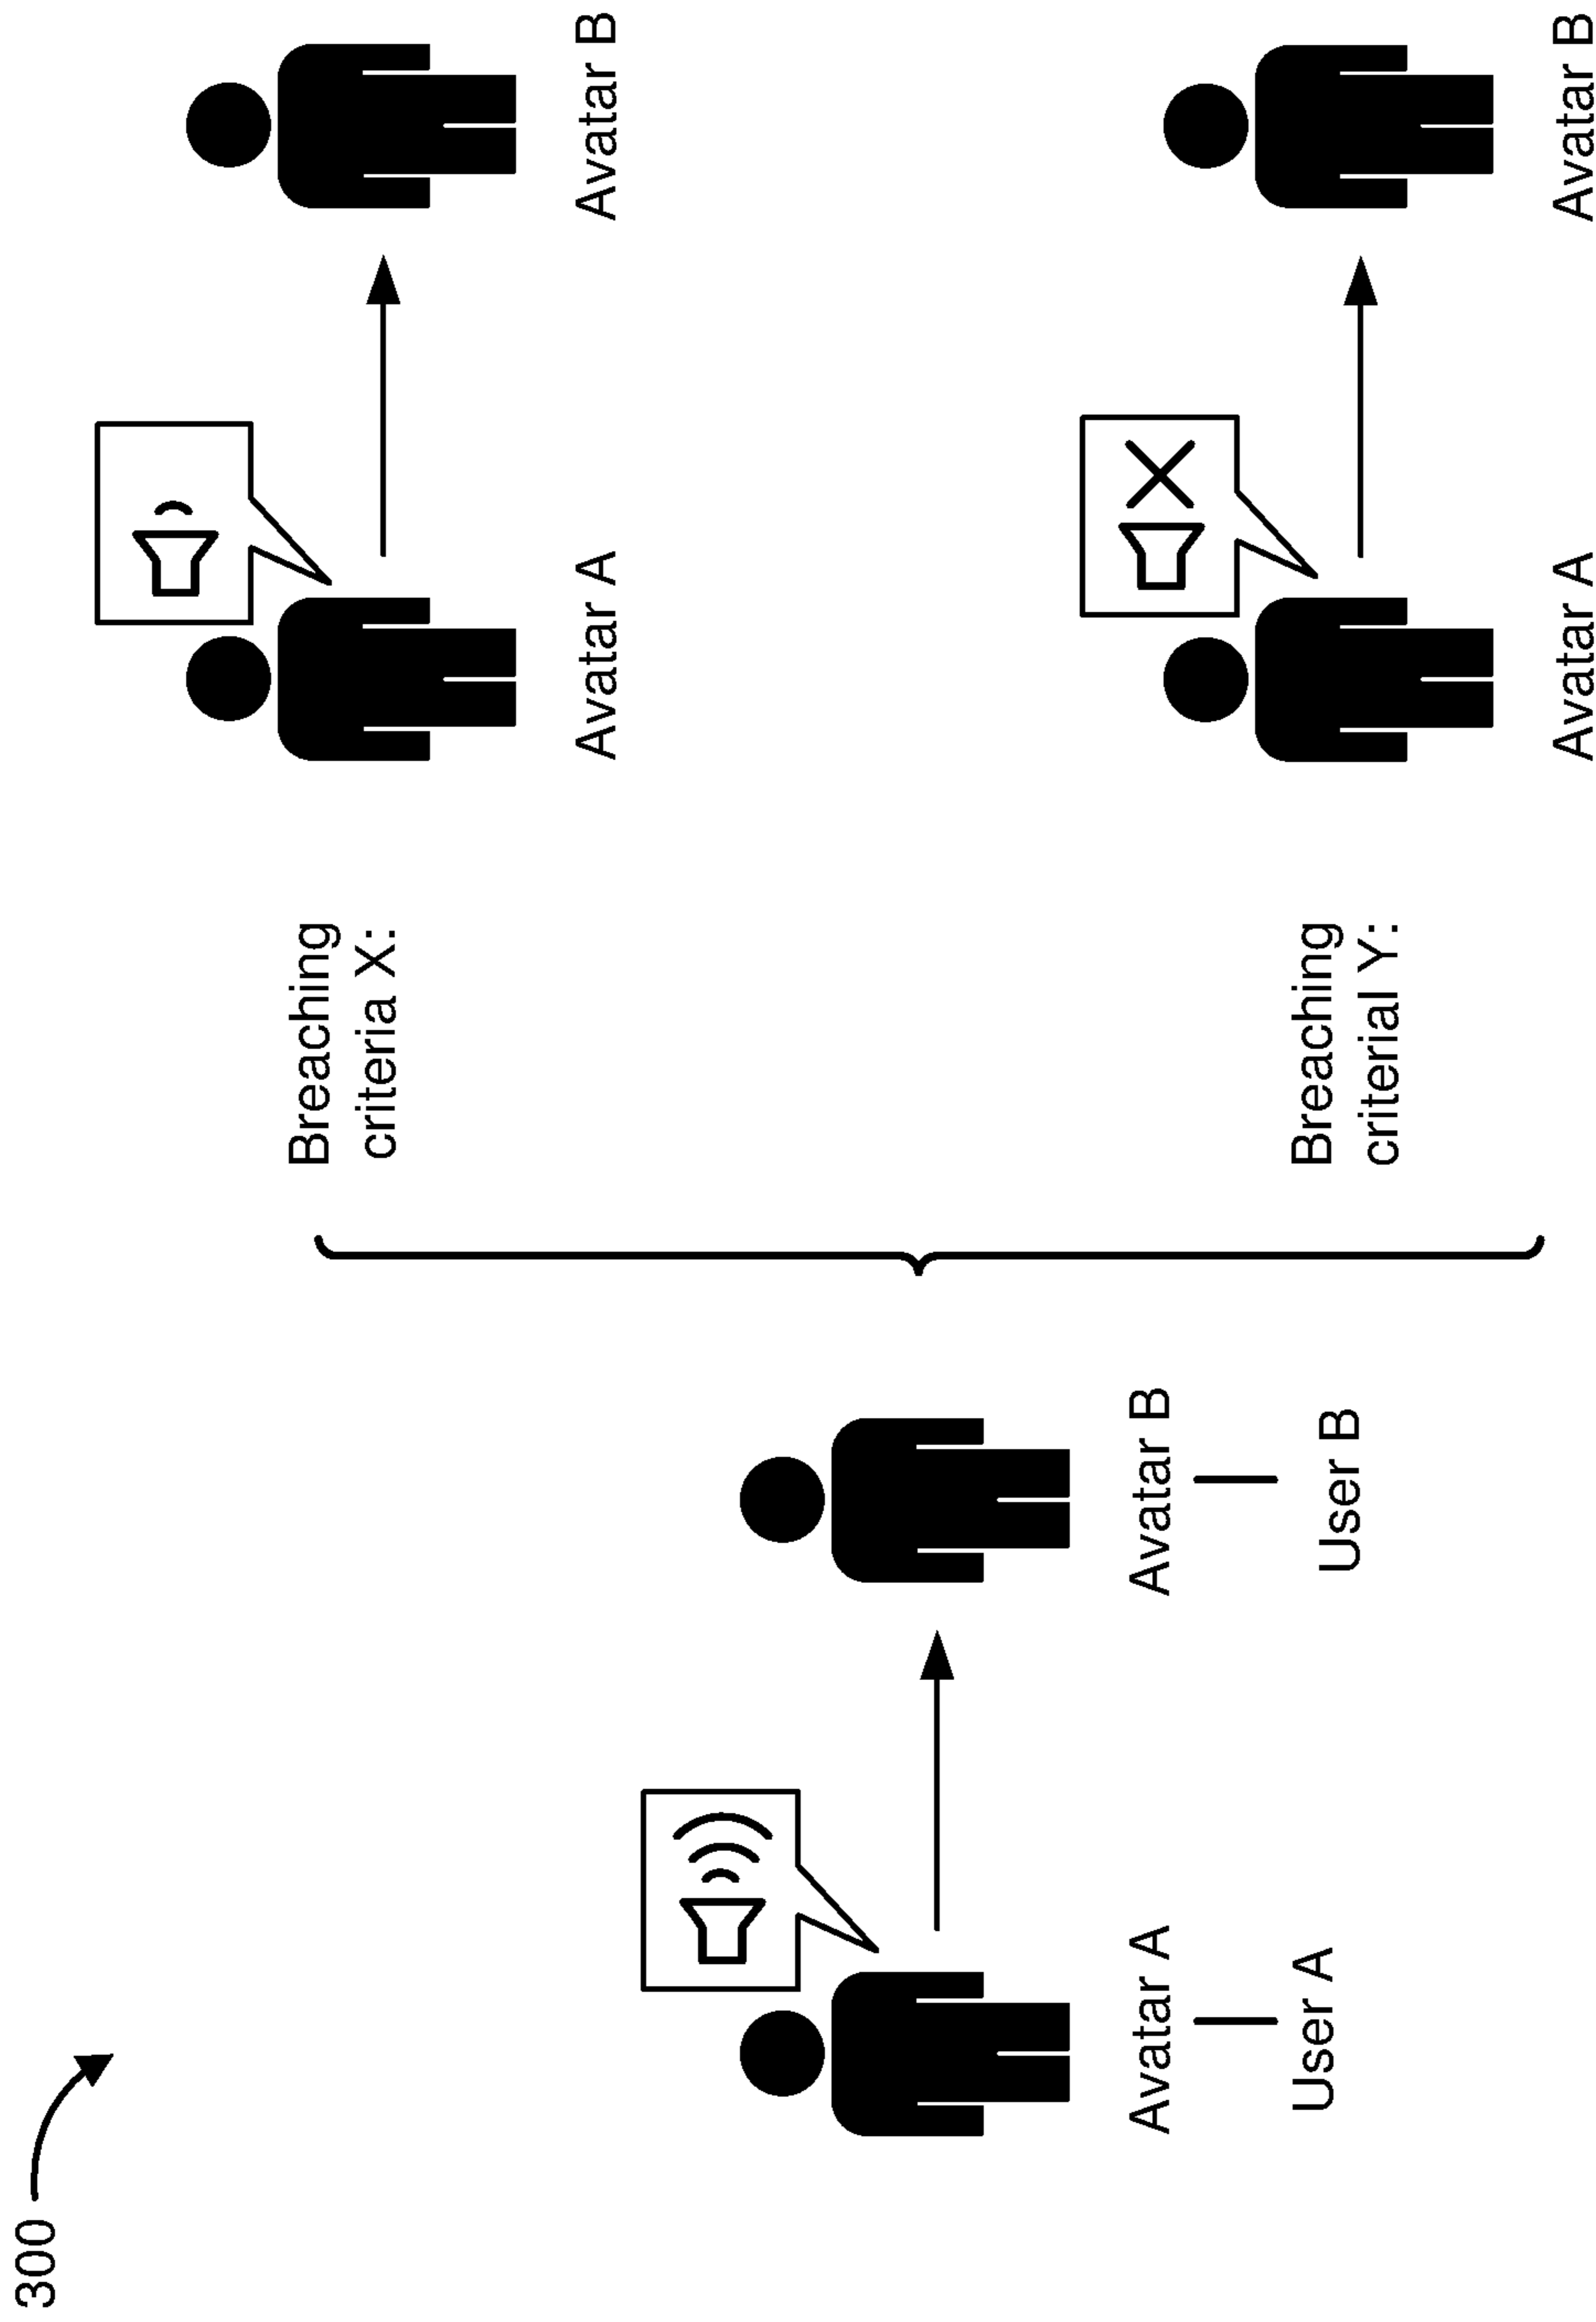 300
Avatar A
User A
Avatar B
User B
Breaching
criteria X:
Avatar A
Avatar B
Breaching
criterial Y:
Avatar A
Avatar B